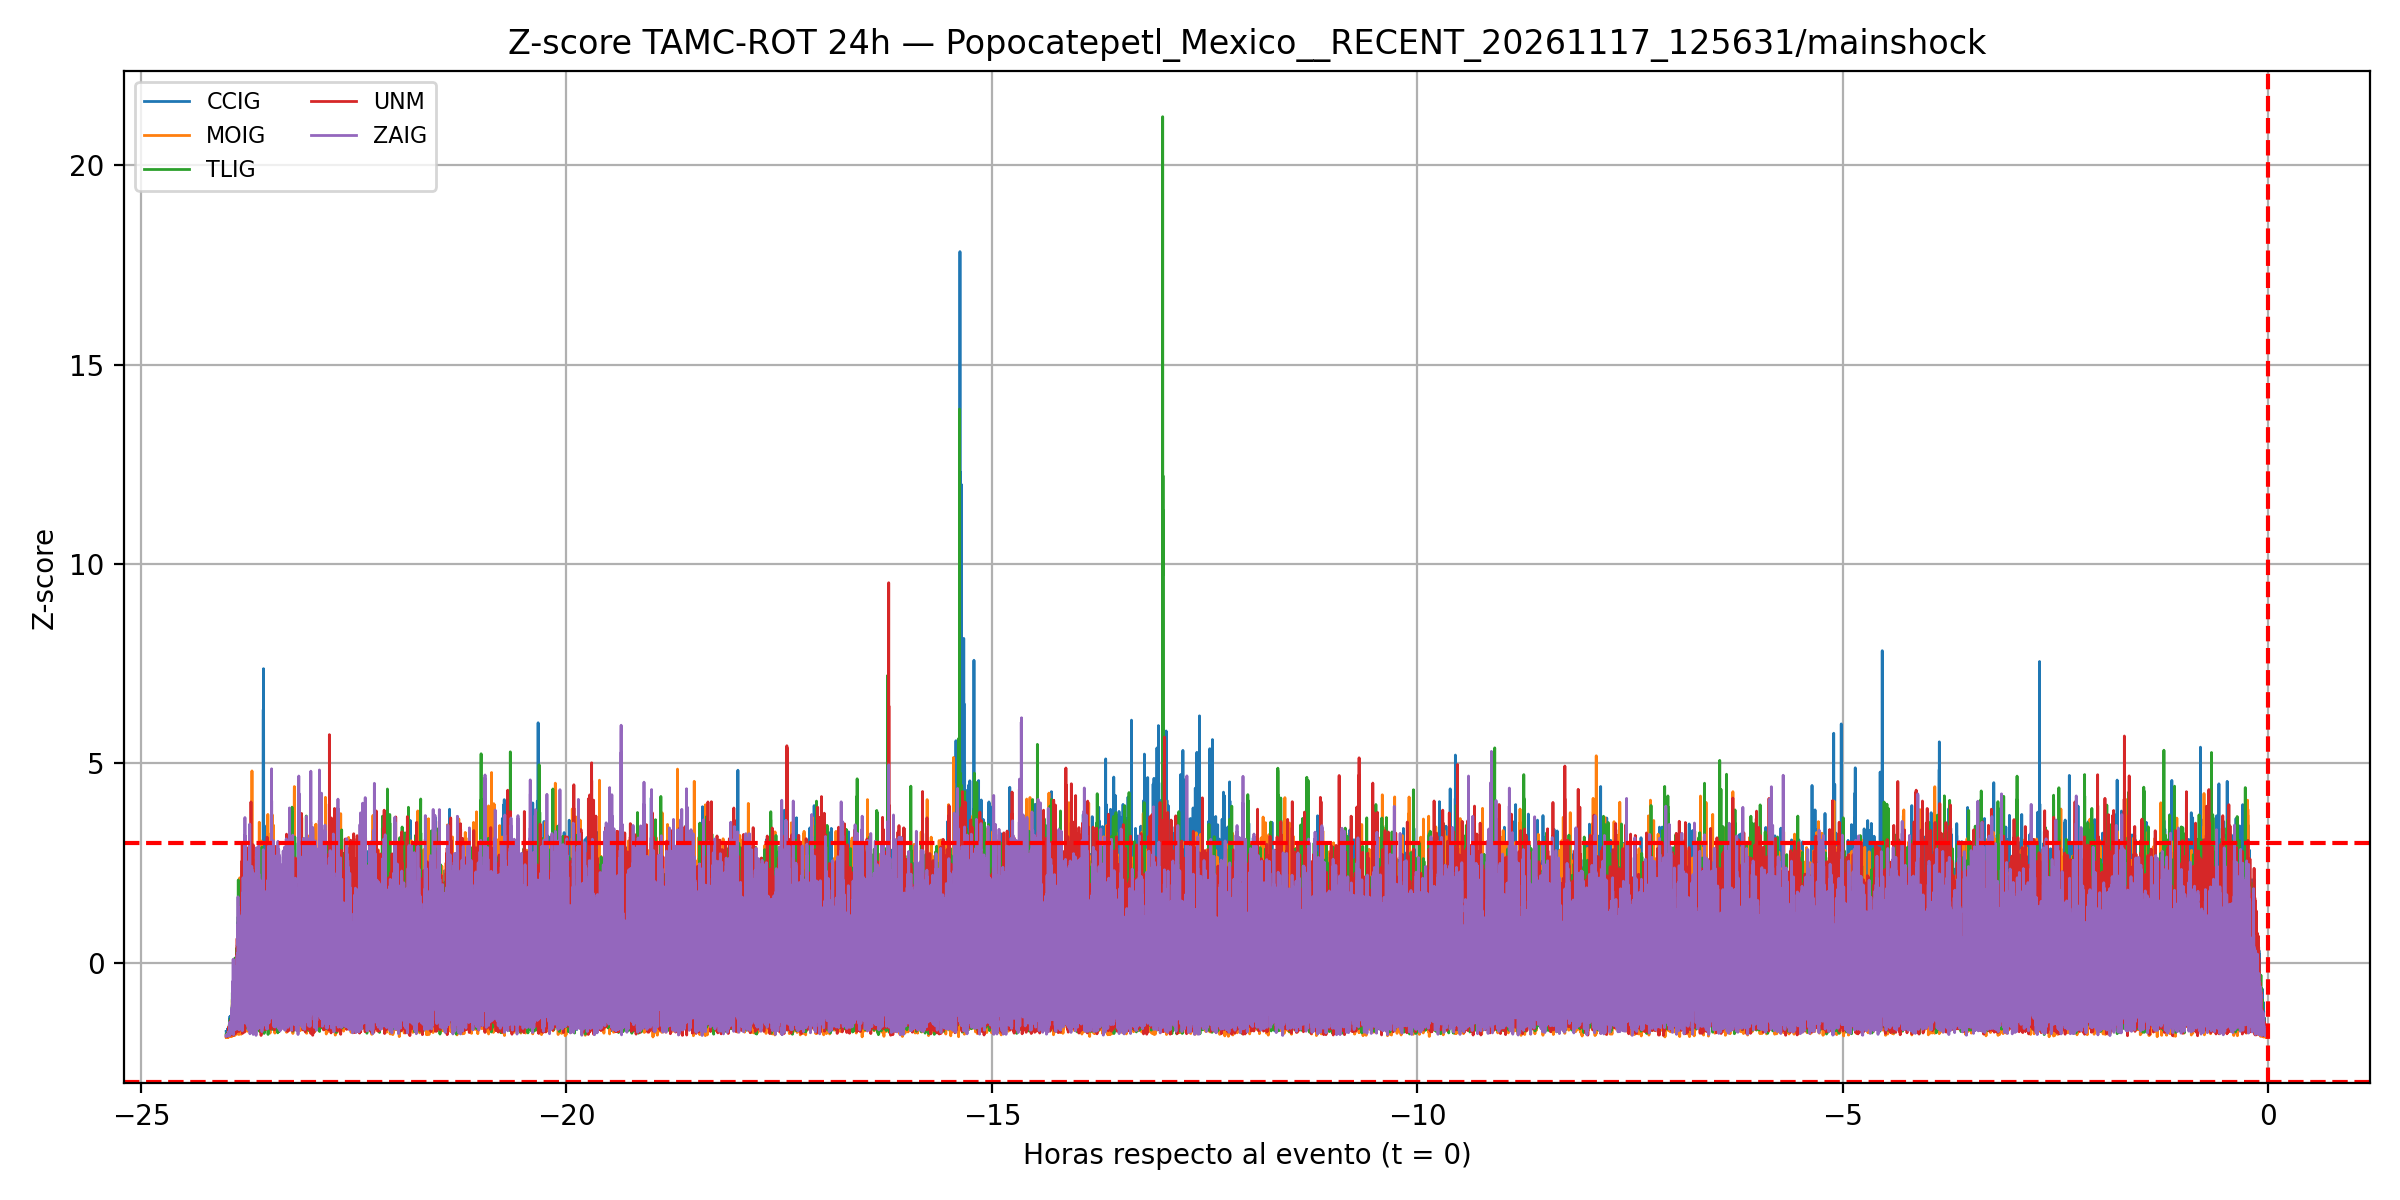 Z-score TAMC-ROT 24h — Popocatepetl_Mexico__RECENT_20261117_125631/mainshock
CCIG
MOIG
TLIG
UNM
ZAIG
Z-score
20
15
10
5
0
−25
−20
−15
−10
−5
0
Horas respecto al evento (t = 0)